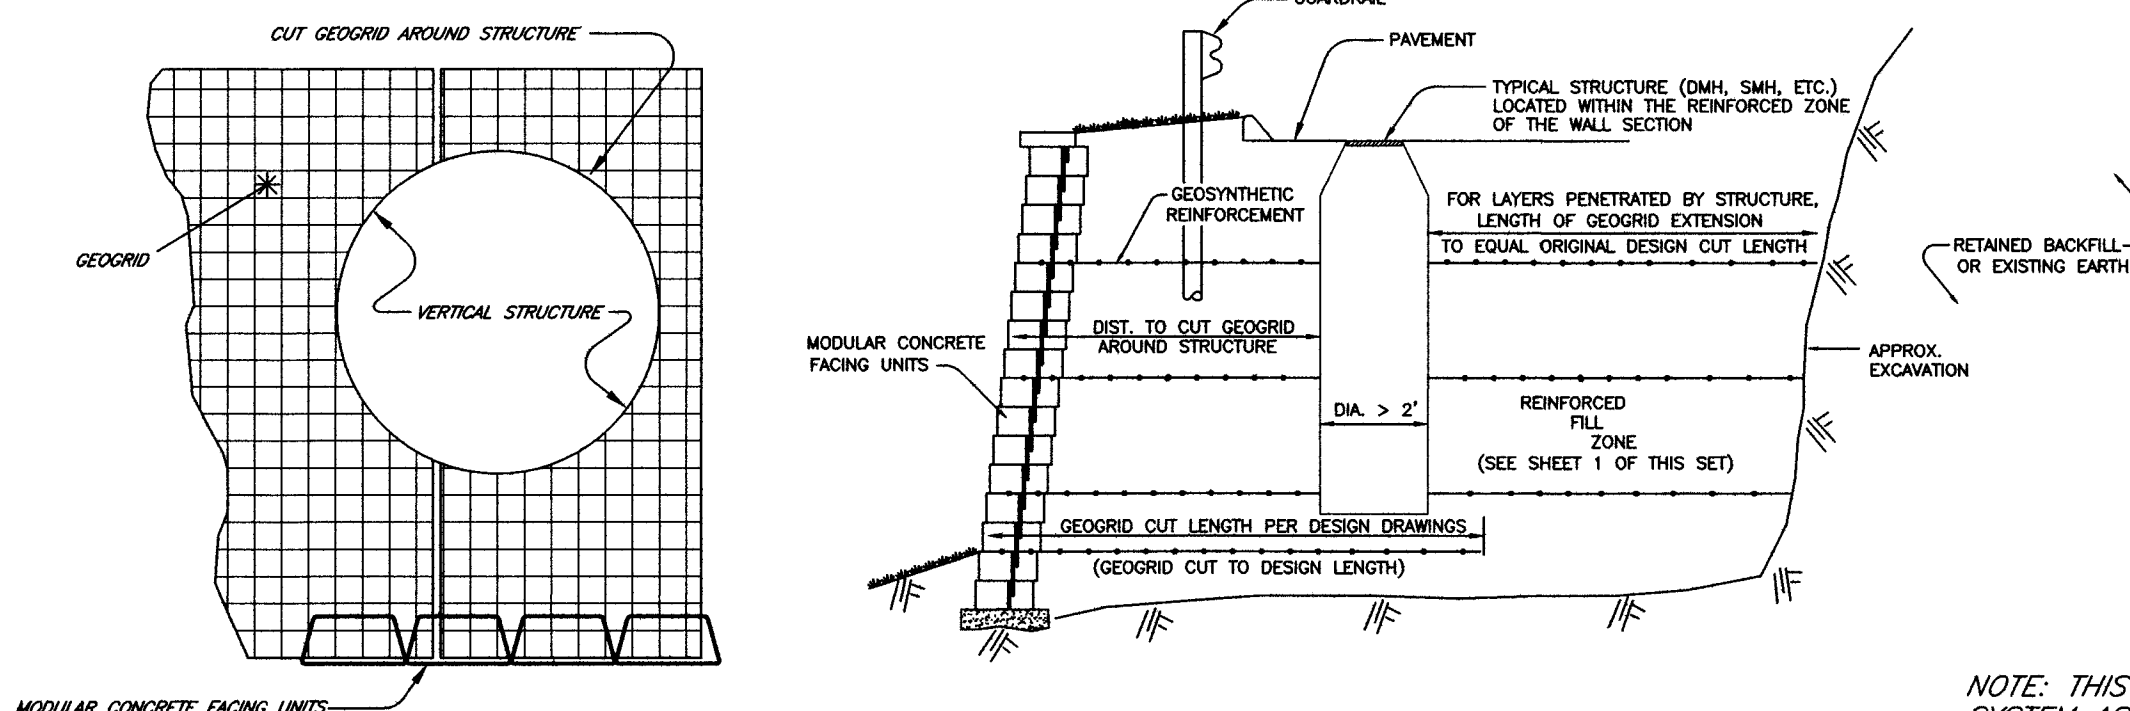 CUT GEOGRID AROUND STRUCTURE
GEOGRID
VERTICAL STRUCTURE
MODULAR CONCRETE FACING UNITS
GUARDRAIL
PAVEMENT
TYPICAL STRUCTURE (DMH, SMH, ETC.)
LOCATED WITHIN THE REINFORCED ZONE
OF THE WALL SECTION
GEOSYNTHETIC
REINFORCEMENT
FOR LAYERS PENETRATED BY STRUCTURE,
LENGTH OF GEOGRID EXTENSION
TO EQUAL ORIGINAL DESIGN CUT LENGTH
RETAINED BACKFILL-
OR EXISTING EARTH
MODULAR CONCRETE
FACING UNITS
DIST. TO CUT GEOGRID
AROUND STRUCTURE
APPROX.
EXCAVATION
DIA. > 2'
REINFORCED
FILL
ZONE
(SEE SHEET 1 OF THIS SET)
GEOGRID CUT LENGTH PER DESIGN DRAWINGS
(GEOGRID CUT TO DESIGN LENGTH)
NOTE: THIS